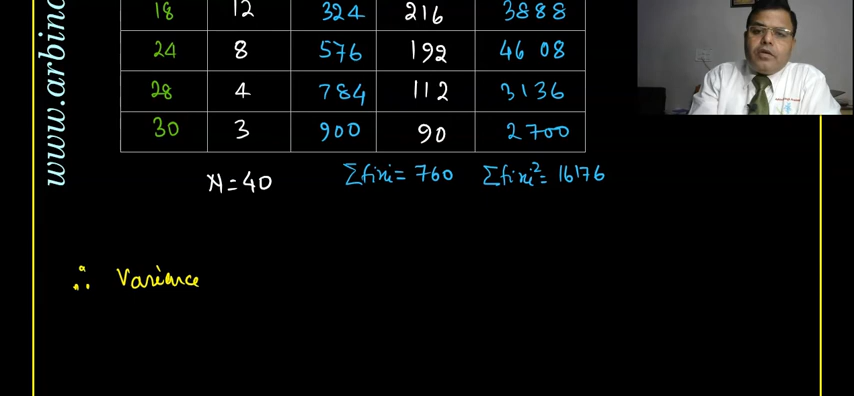 www.arbind
18 12 324 216 3888
24 8 576 192 4608
28 4 784 112 3136
30 3 900 90 2700
N = 40 Σfixi = 760 Σfixi² = 16176
∴ Variance